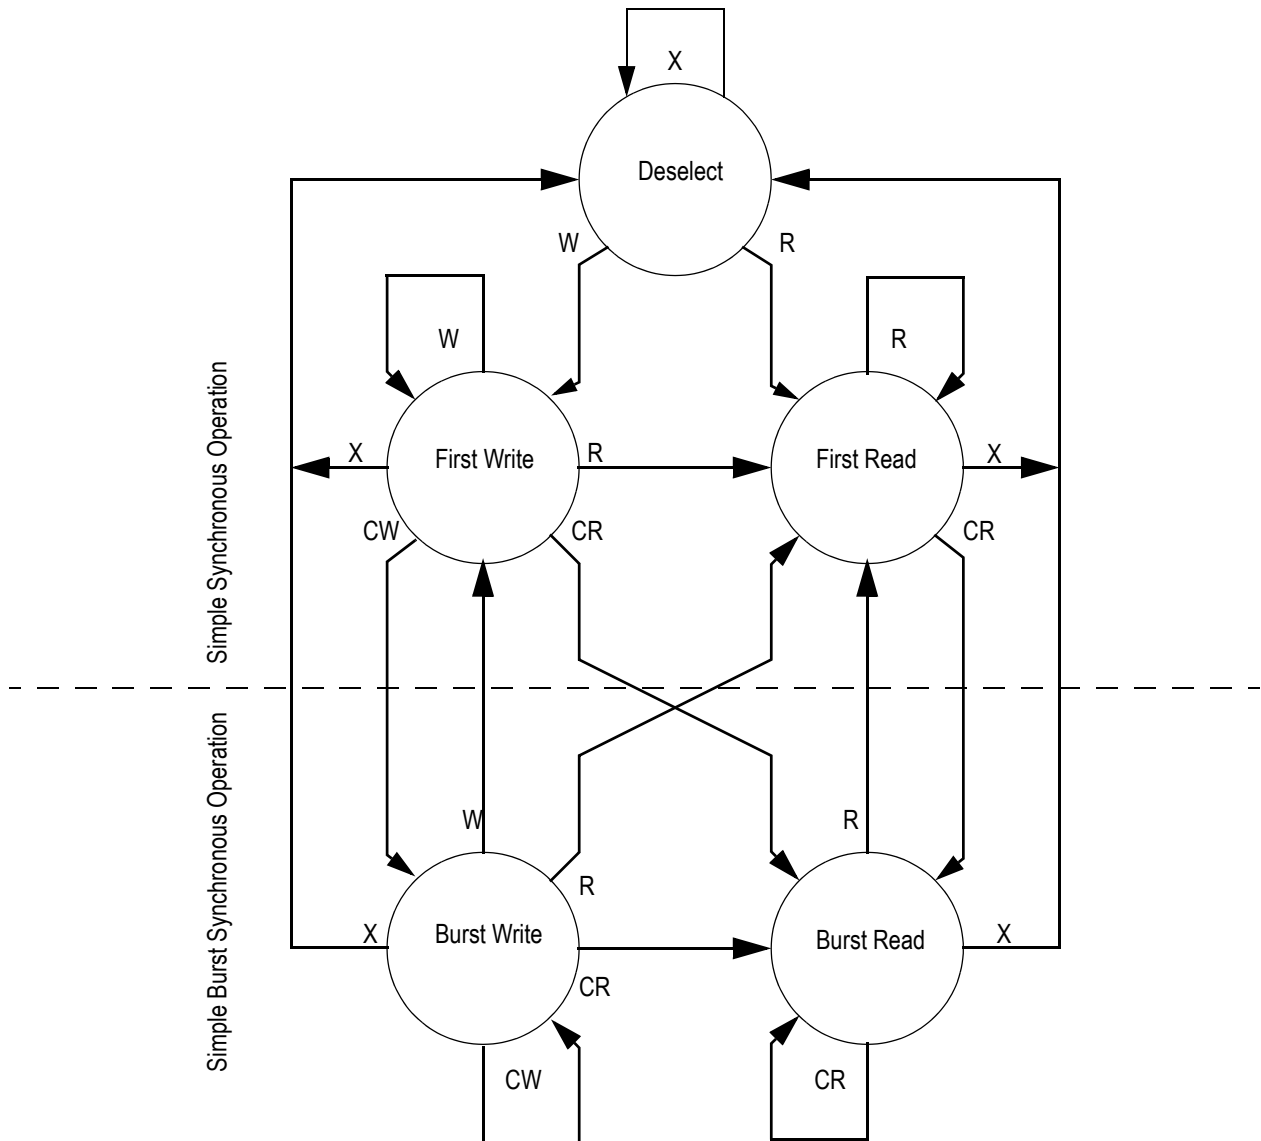 X
Deselect
W
R
W
R
Simple Synchronous Operation
X
First Write
R
First Read
X
CW
CR
CR
Simple Burst Synchronous Operation
W
R
R
X
Burst Write
Burst Read
X
CR
CW
CR